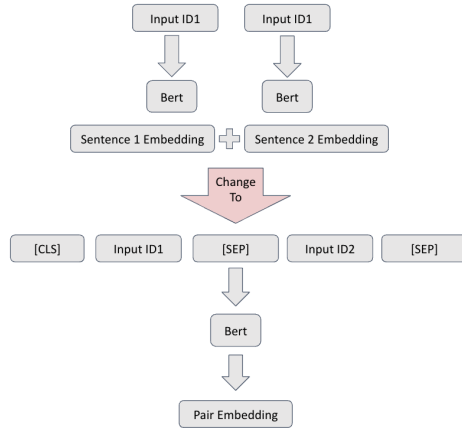 Input ID1 Input ID1
Bert Bert
Sentence 1 Embedding Sentence 2 Embedding
Change
To
[CLS] Input ID1 [SEP] Input ID2 [SEP]
Bert
Pair Embedding